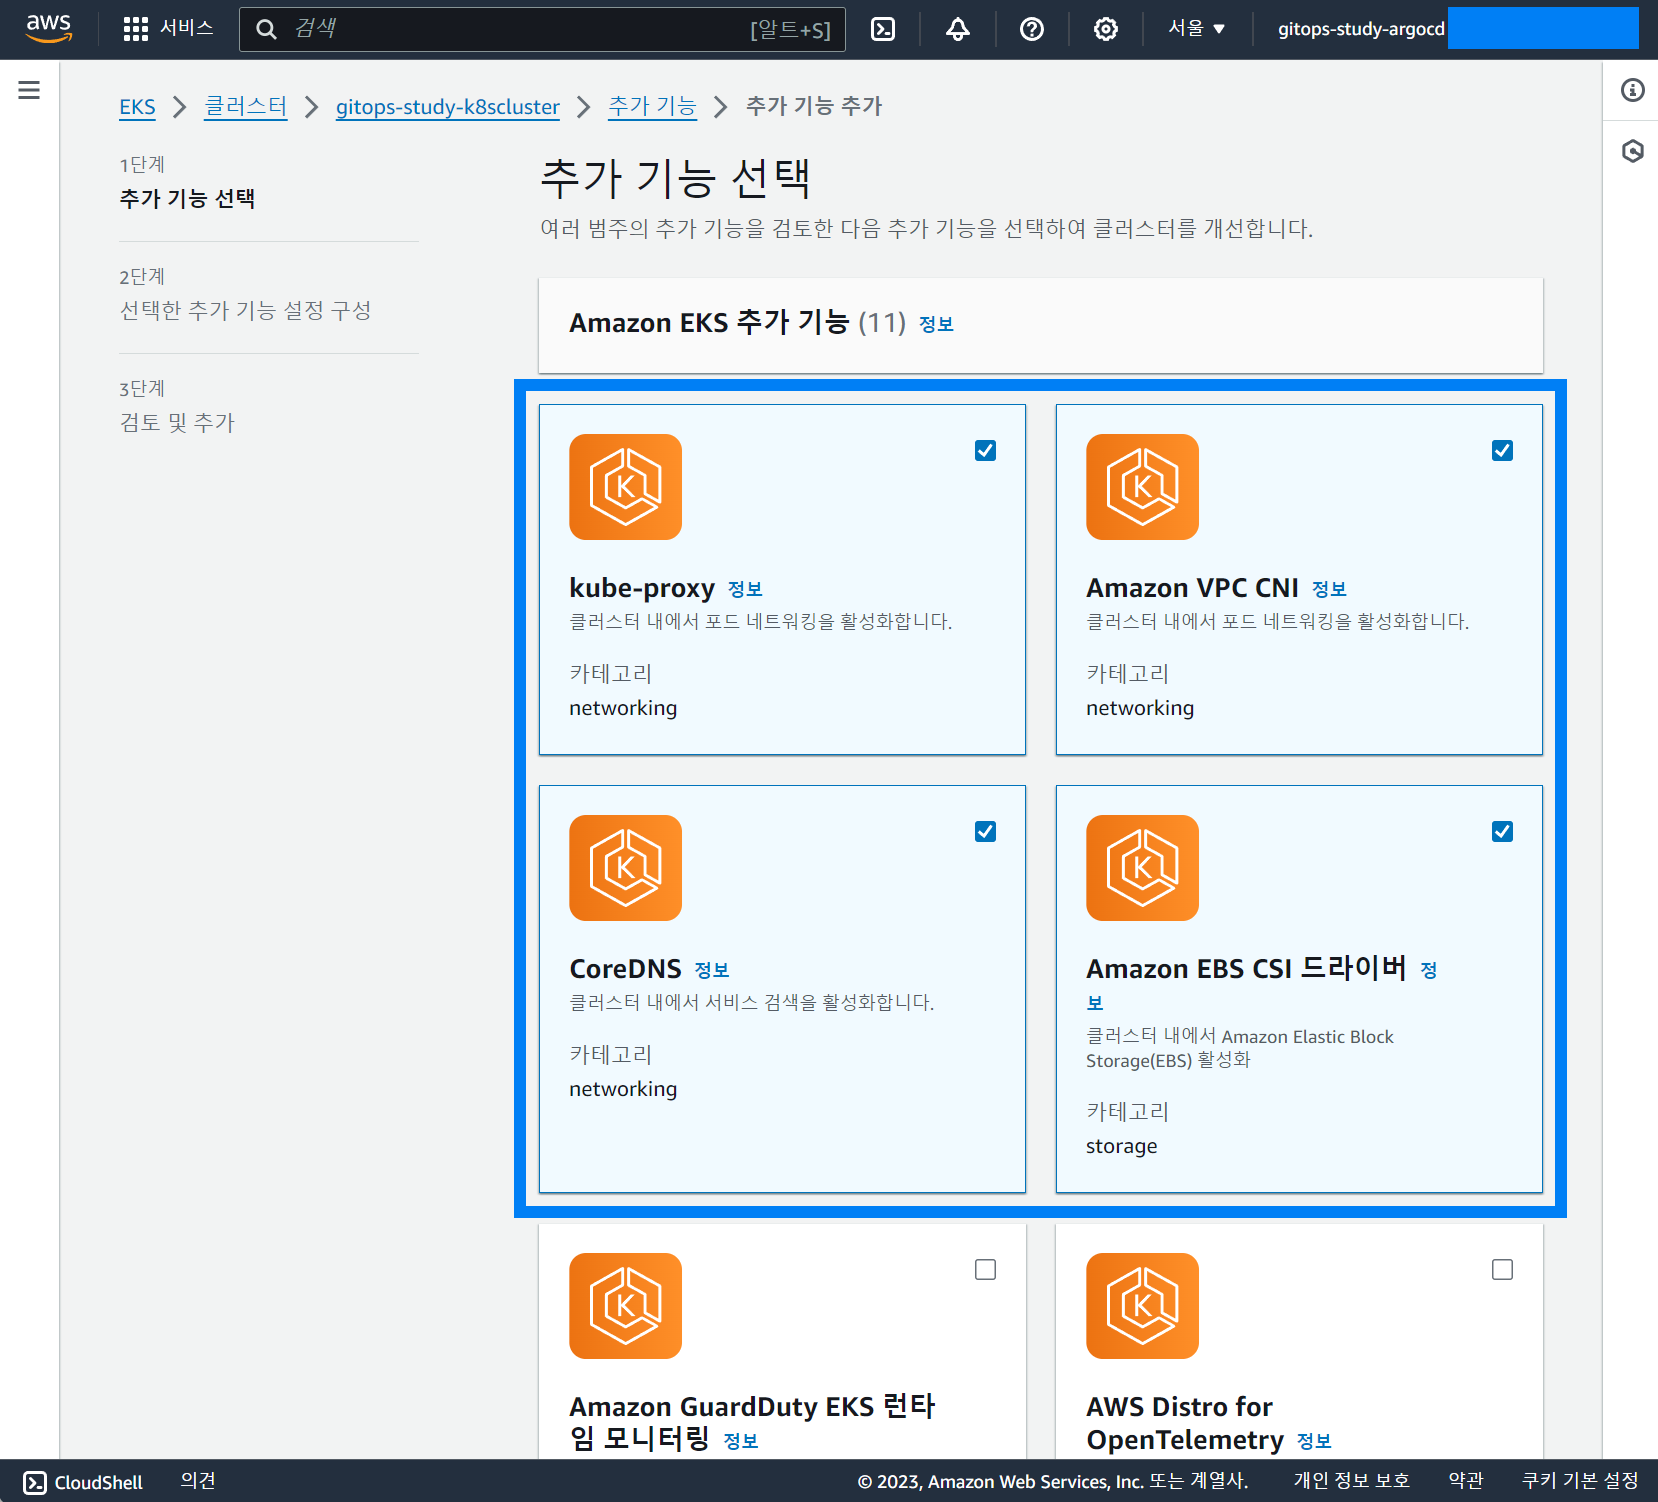 aws
서비스
검색
[알트+S]
서울 ▼
gitops-study-argocd
EKS > 클러스터 > gitops-study-k8scluster > 추가 기능 > 추가 기능 추가
1단계
추가 기능 선택
2단계
선택한 추가 기능 설정 구성
3단계
검토 및 추가
추가 기능 선택
여러 범주의 추가 기능을 검토한 다음 추가 기능을 선택하여 클러스터를 개선합니다.
Amazon EKS 추가 기능 (11) 정보
kube-proxy 정보
클러스터 내에서 포드 네트워킹을 활성화합니다.
카테고리
networking
Amazon VPC CNI 정보
클러스터 내에서 포드 네트워킹을 활성화합니다.
카테고리
networking
CoreDNS 정보
클러스터 내에서 서비스 검색을 활성화합니다.
카테고리
networking
Amazon EBS CSI 드라이버 정
보
클러스터 내에서 Amazon Elastic Block
Storage(EBS) 활성화
카테고리
storage
Amazon GuardDuty EKS 런타
임 모니터링 정보
AWS Distro for
OpenTelemetry 정보
CloudShell
의견
© 2023, Amazon Web Services, Inc. 또는 계열사.
개인 정보 보호
약관
쿠키 기본 설정